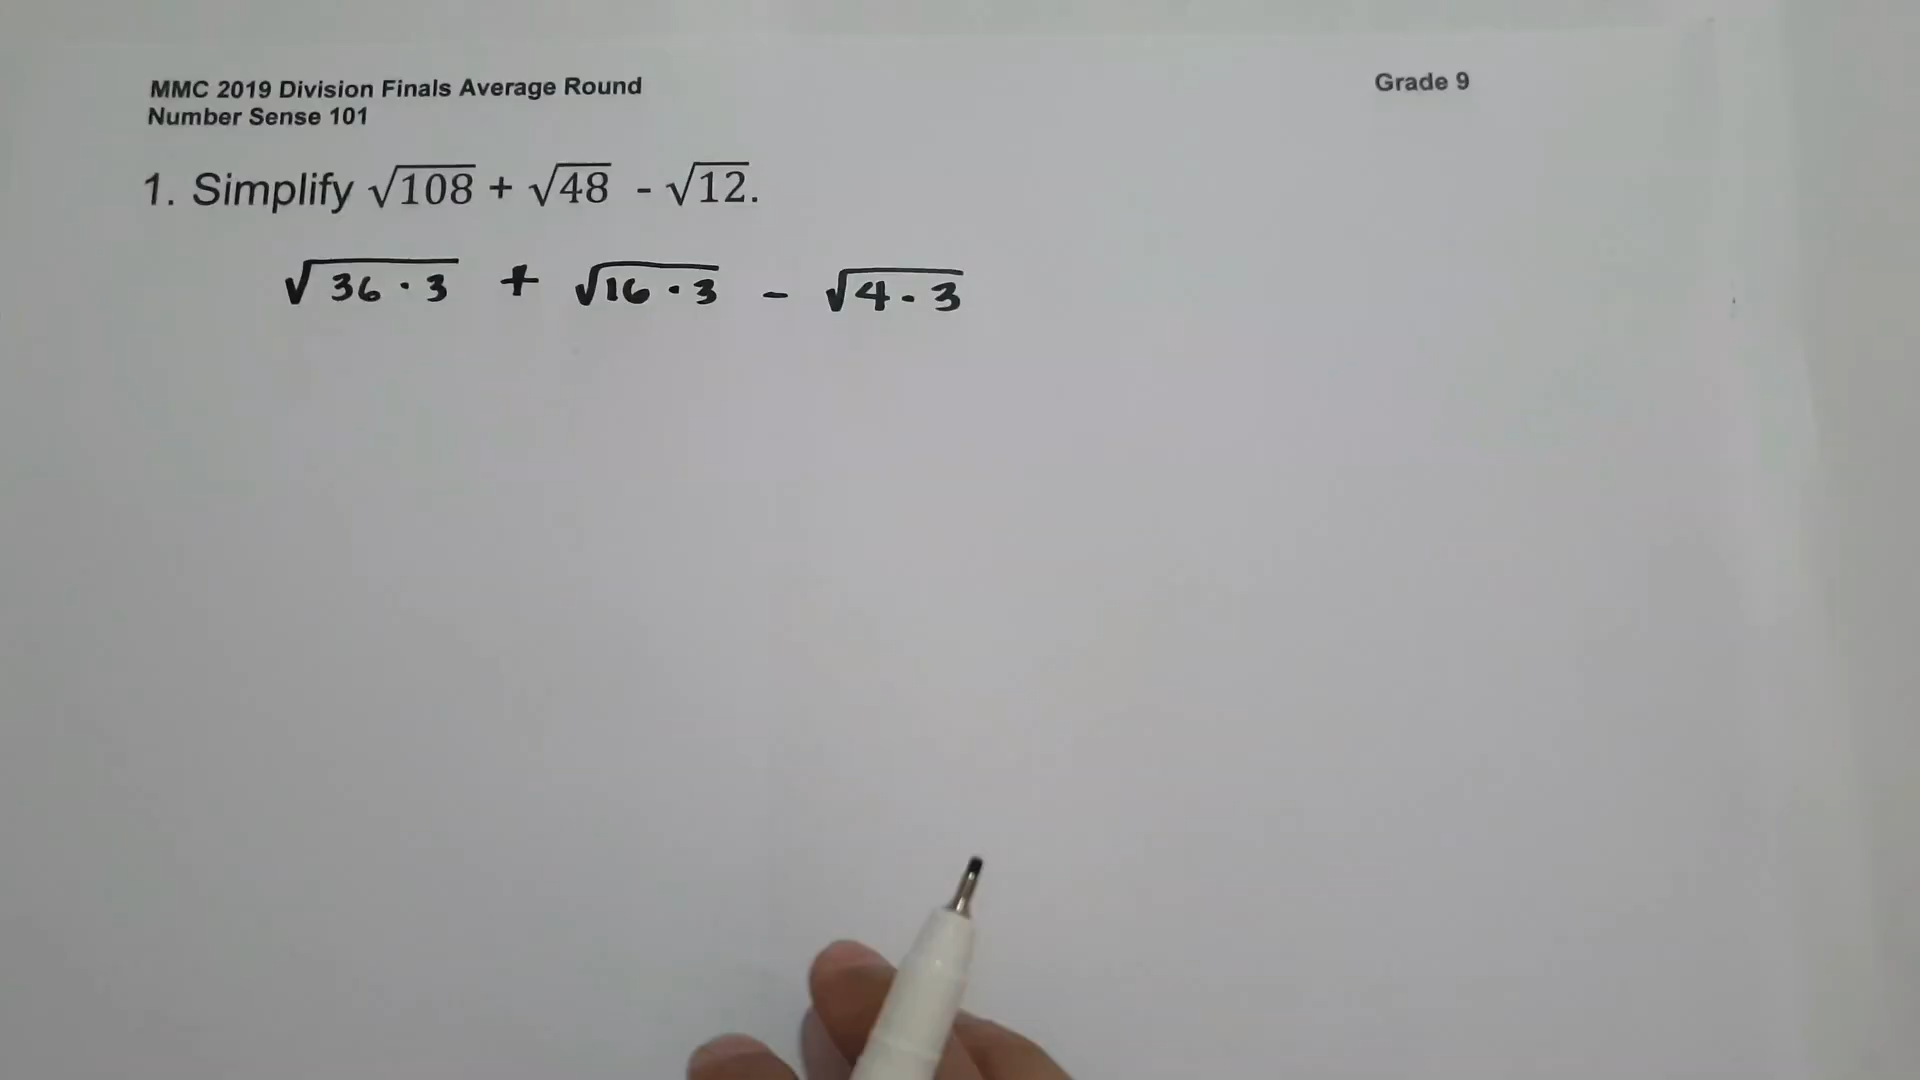 MMC 2019 Division Finals Average Round
Grade 9
Number Sense 101
1. Simplify √108 + √48 - √12.
√36·3 + √16·3 - √4·3